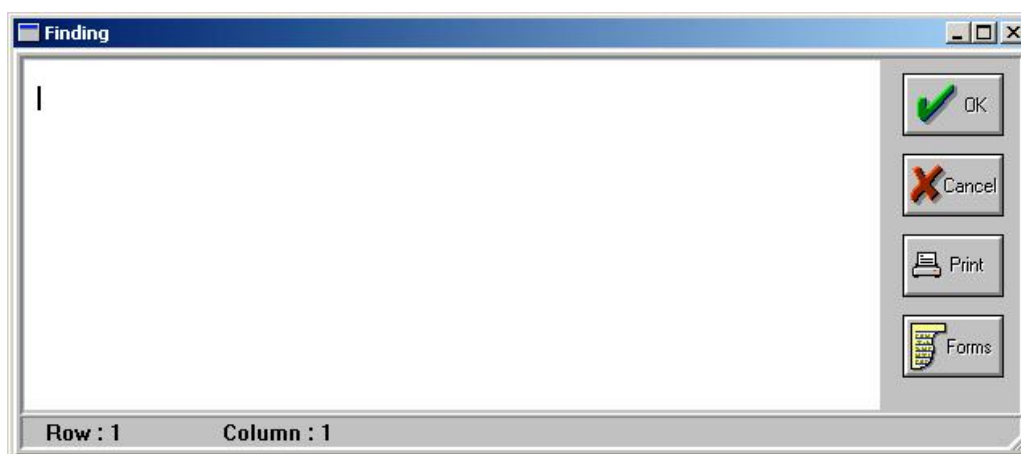 Finding
OK
Cancel
Print
Forms
Row : 1 Column : 1